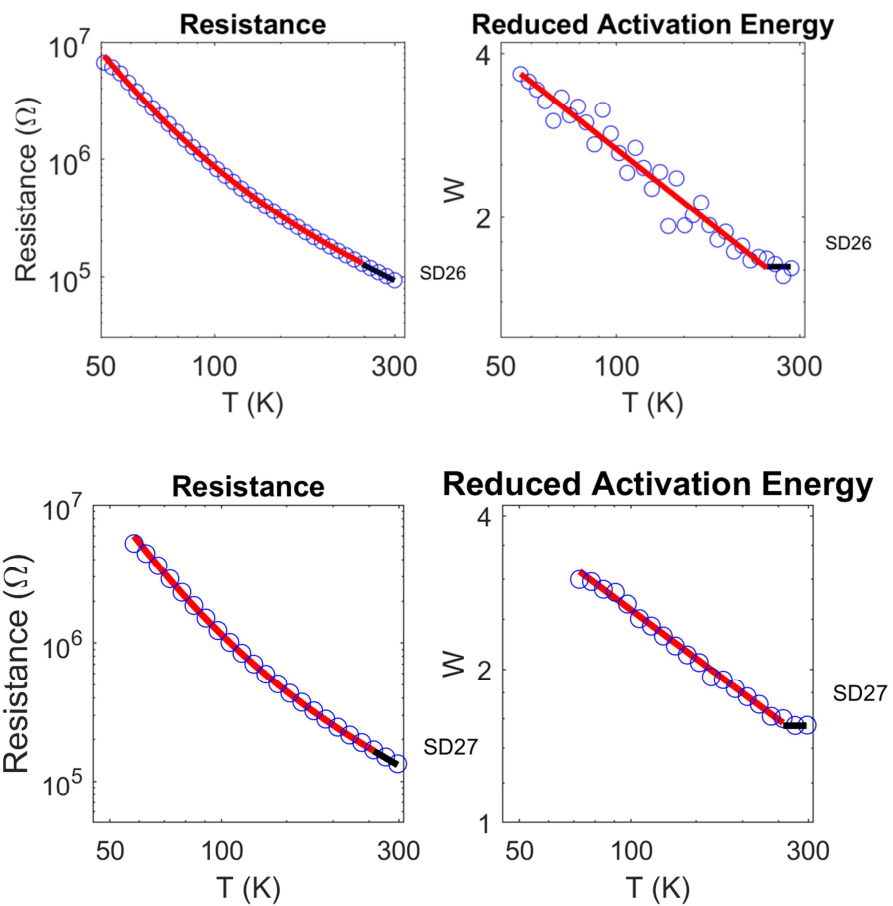 Resistance
Reduced Activation Energy
10^7
10^6
10^5
Resistance (Ω)
50 100 300
T (K)
SD26
4
2
W
100 300
T (K)
SD26
Resistance
Reduced Activation Energy
10^7
10^6
10^5
Resistance (Ω)
50 100 300
T (K)
SD27
4
2
1
W
50 100 300
T (K)
SD27